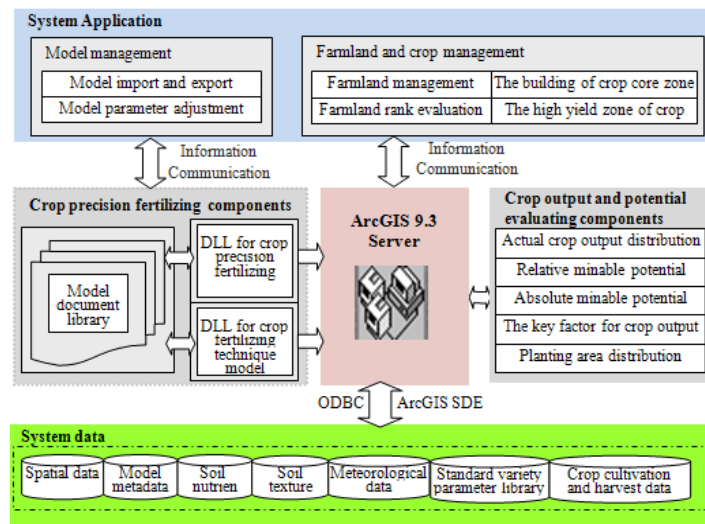 System Application
Model management
Model import and export
Model parameter adjustment
Farmland and crop management
Farmland management
The building of crop core zone
Farmland rank evaluation
The high yield zone of crop
Information
Communication
Information
Communication
Crop precision fertilizing components
Model
document
library
DLL for crop
precision
fertilizing
DLL for crop
fertilizing
technique
model
ArcGIS 9.3
Server
Crop output and potential
evaluating components
Actual crop output distribution
Relative minable potential
Absolute minable potential
The key factor for crop output
Planting area distribution
ODBC
ArcGIS SDE
System data
Spatial data
Model
metadata
Soil
nutrien
Soil
texture
Meteorological
data
Standard variety
parameter library
Crop cultivation
and harvest data